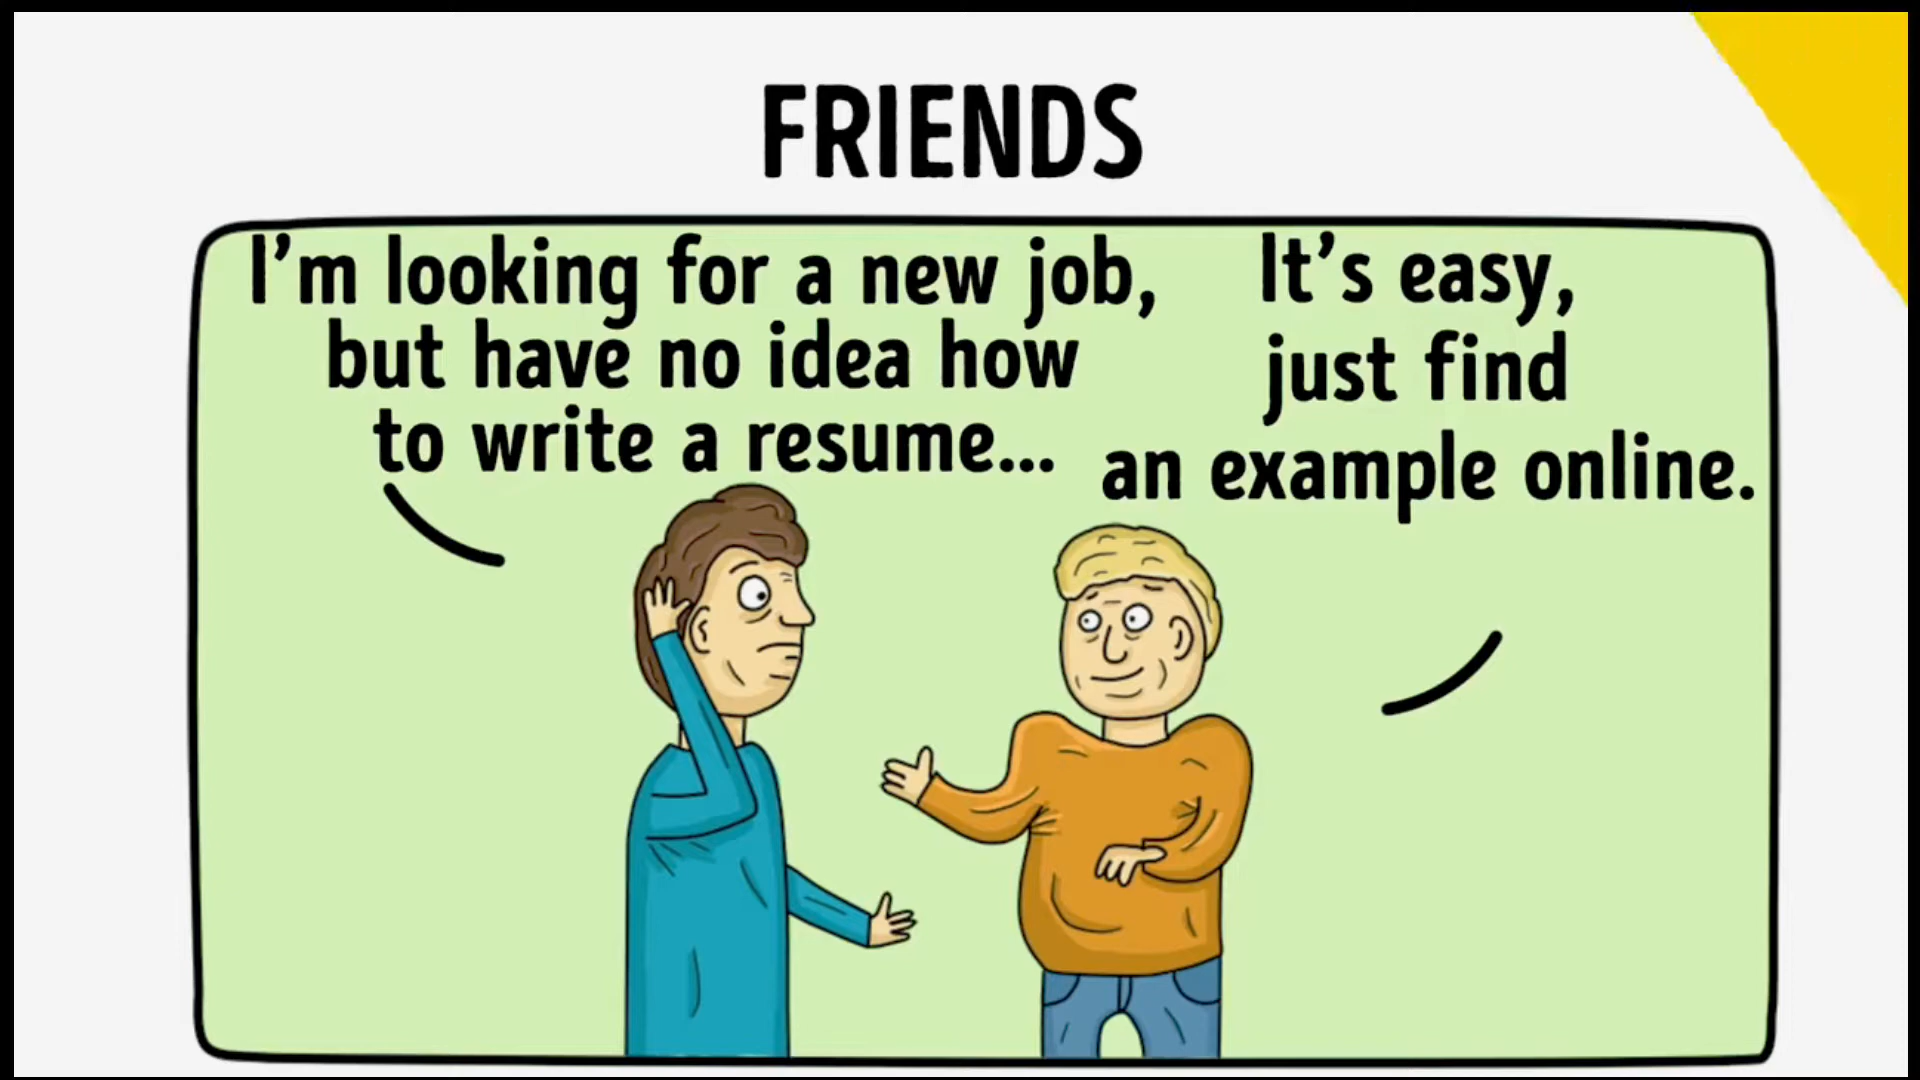 FRIENDS
I’m looking for a new job,
but have no idea how
to write a resume...
It’s easy,
just find
an example online.